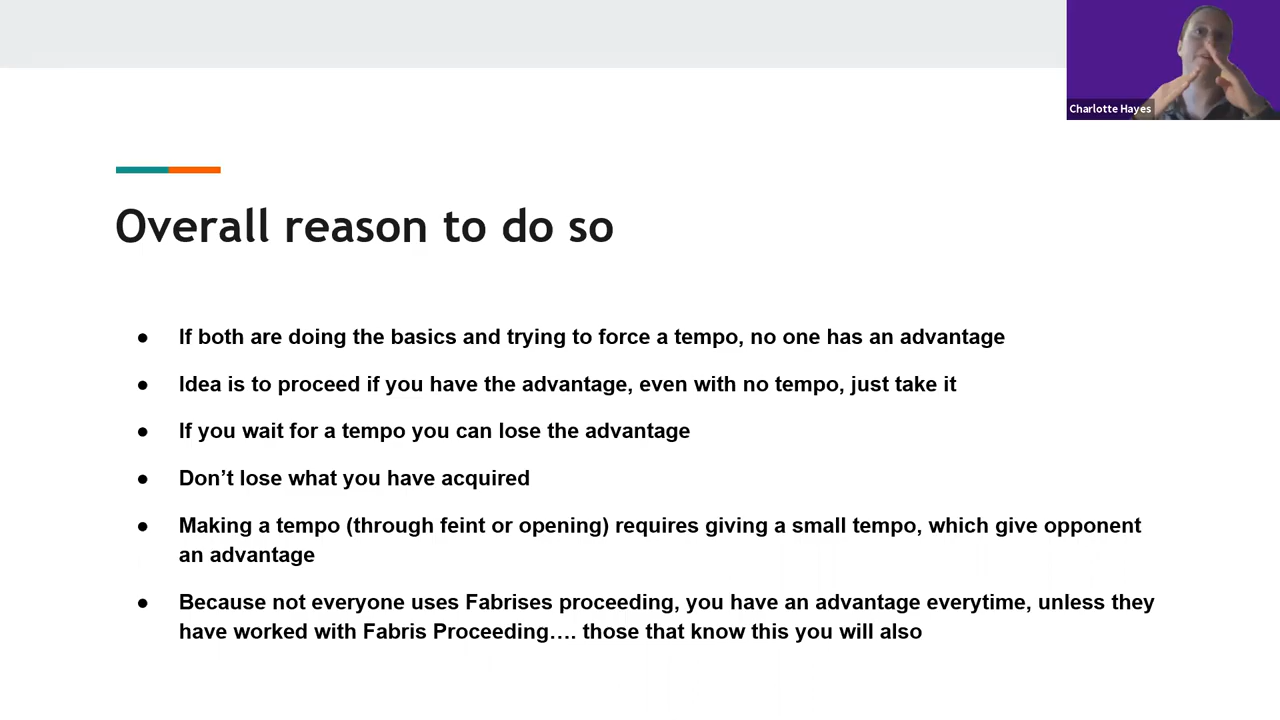 Charlotte Hayes
Overall reason to do so
● If both are doing the basics and trying to force a tempo, no one has an advantage
● Idea is to proceed if you have the advantage, even with no tempo, just take it
● If you wait for a tempo you can lose the advantage
● Don’t lose what you have acquired
● Making a tempo (through feint or opening) requires giving a small tempo, which give opponent
an advantage
● Because not everyone uses Fabrises proceeding, you have an advantage everytime, unless they
have worked with Fabris Proceeding…. those that know this you will also